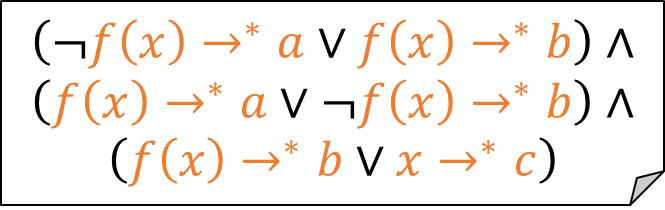 (¬f(x) →* a ∨ f(x) →* b) ∧
(f(x) →* a ∨ ¬f(x) →* b) ∧
(f(x) →* b ∨ x →* c)